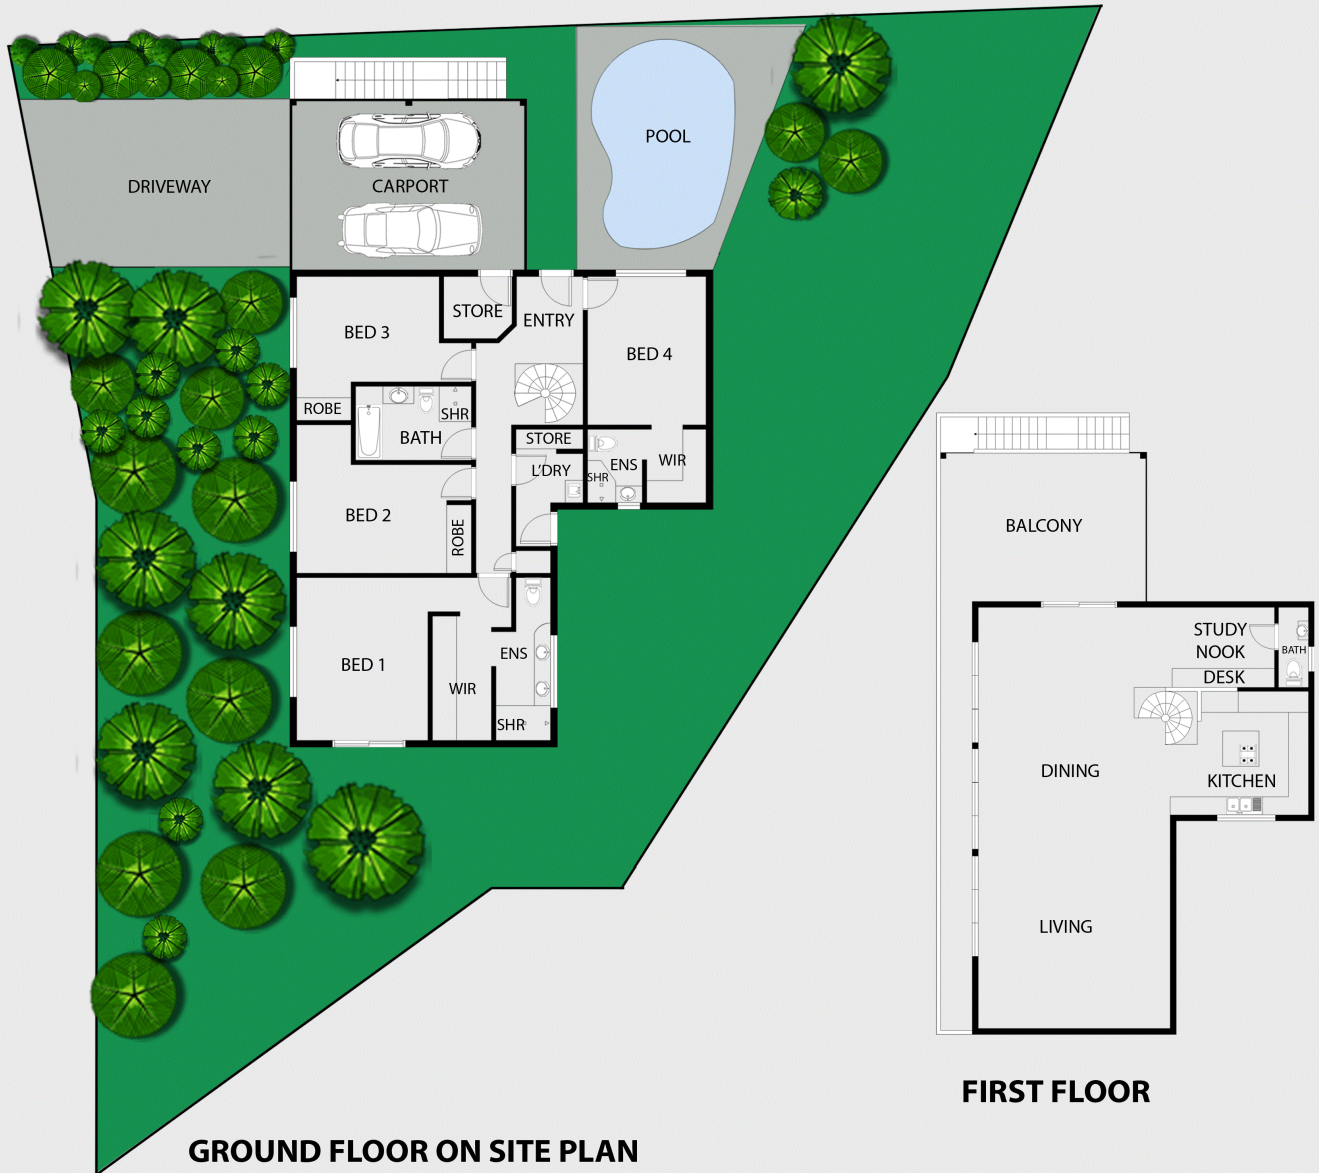 POOL
DRIVEWAY
CARPORT
STORE
ENTRY
BED 3
BED 4
ROBE
SHR
BATH
STORE
L'DRY
ENS
WIR
SHR
BED 2
ROBE
BED 1
ENS
WIR
SHR
BALCONY
STUDY
NOOK
BATH
DESK
DINING
KITCHEN
LIVING
FIRST FLOOR
GROUND FLOOR ON SITE PLAN